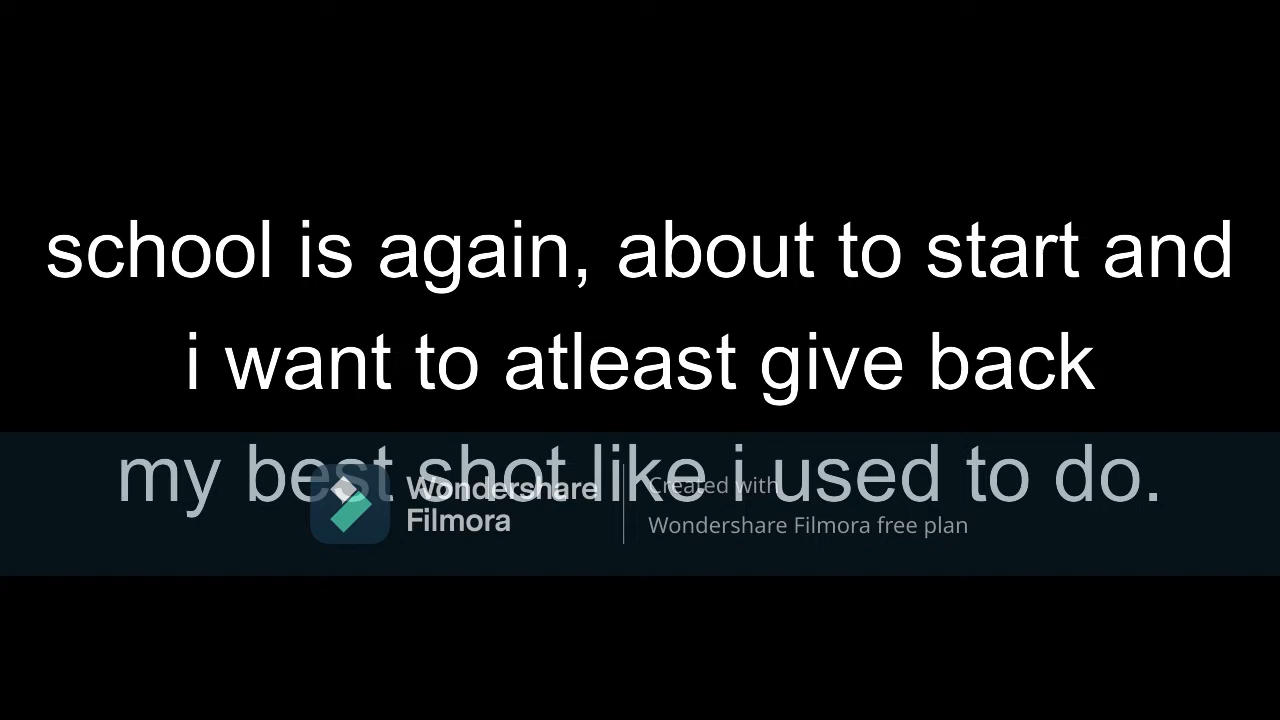 school is again, about to start and
i want to atleast give back
my best shot like i used to do.
Wondershare
Filmora
Created with
Wondershare Filmora free plan